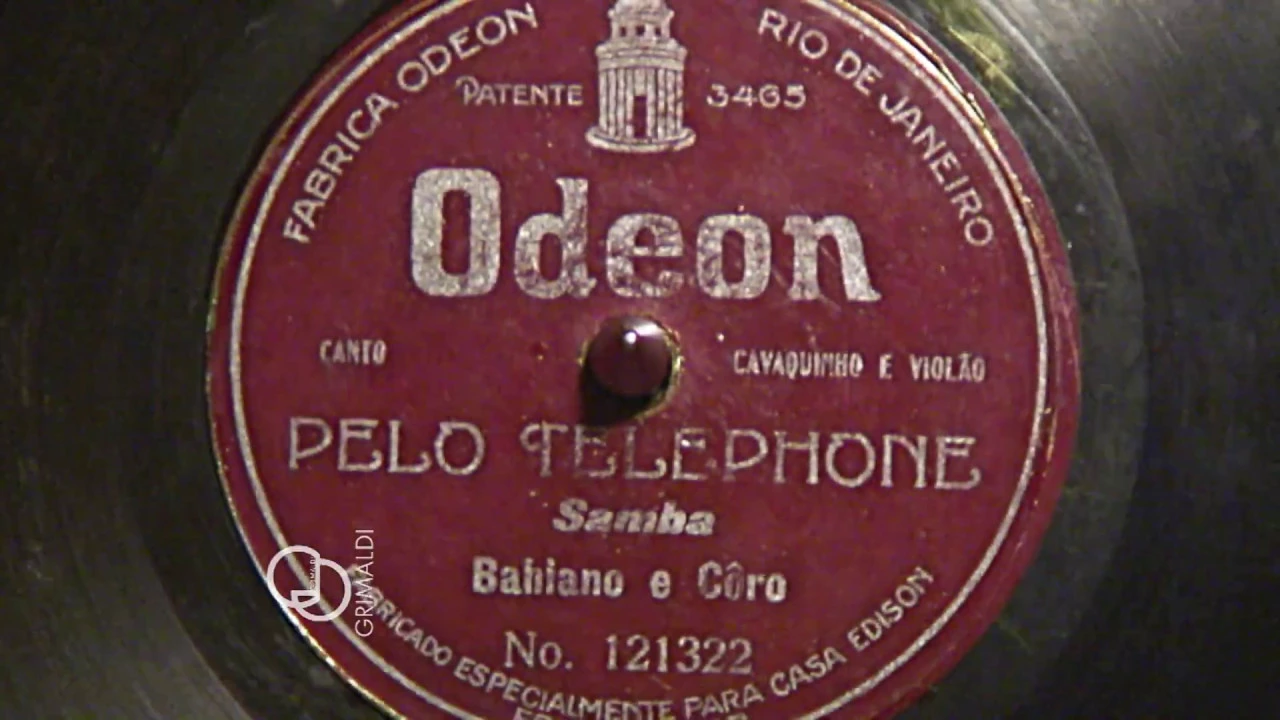 FABRICA ODEON
RIO DE JANEIRO
PATENTE 3465
Odeon
CANTO
CAVAQUINHO E VIOLÃO
PELO TELEPHONE
Samba
Bahiano e Côro
No. 121322
FABRICADO ESPECIALMENTE PARA CASA EDISON
GRIMALDI